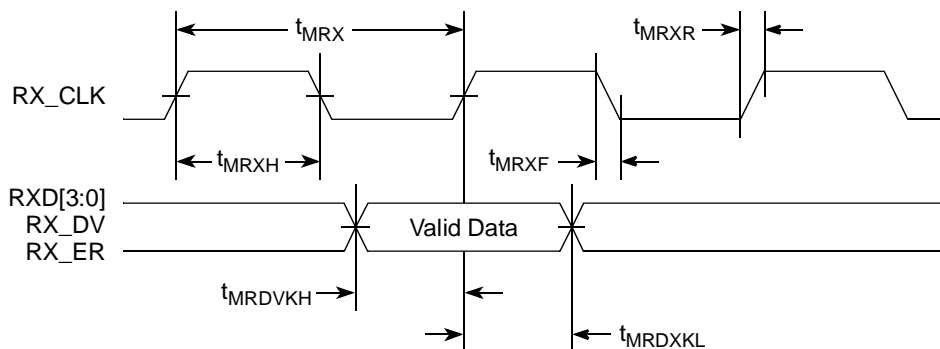 tMRX
tMRXR
RX_CLK
tMRXH
tMRXF
RXD[3:0]
RX_DV
Valid Data
RX_ER
tMRDVKH
tMRDXKL